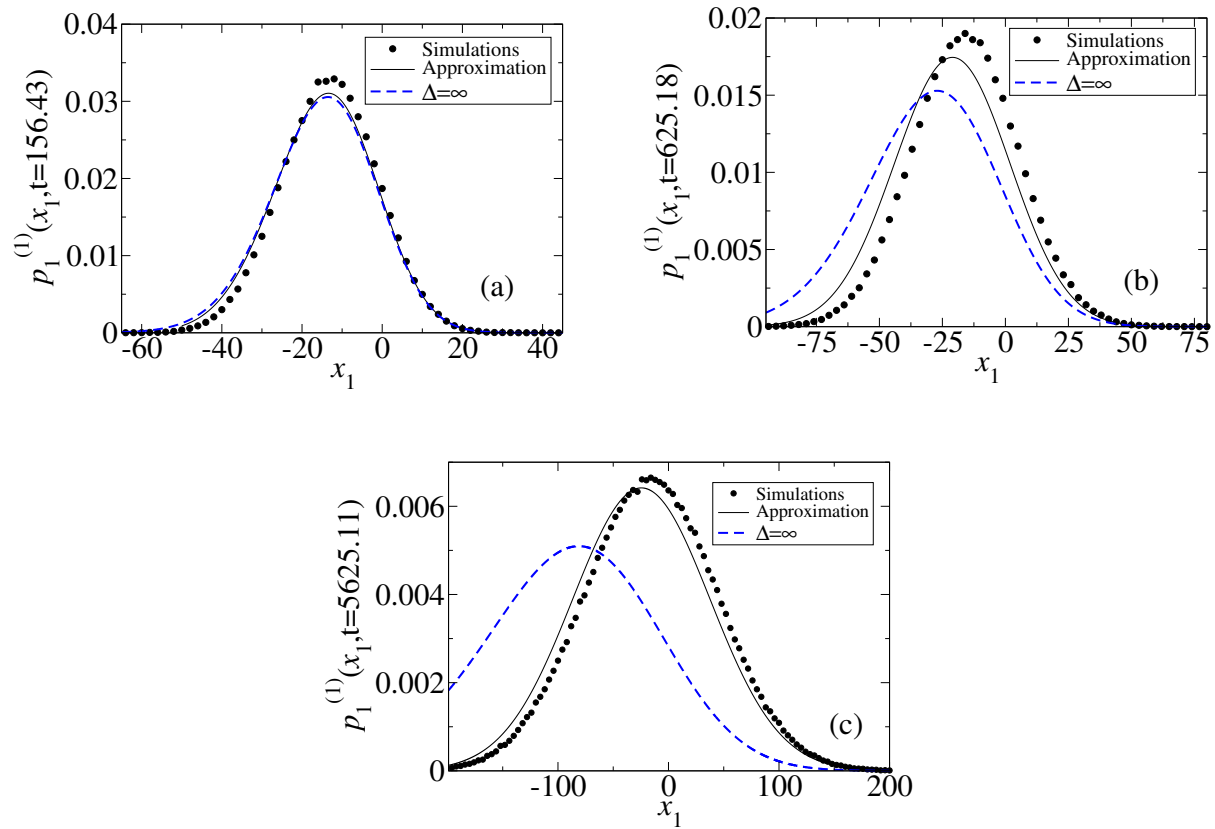 0.04
0.03
0.02
0.01
0
p₁⁽¹⁾(x₁,t=156.43)
Simulations
Approximation
Δ=∞
(a)
-60 -40 -20 0 20 40
x₁
0.02
0.015
0.01
0.005
0
p₁⁽¹⁾(x₁,t=625.18)
Simulations
Approximation
Δ=∞
(b)
-75 -50 -25 0 25 50 75
x₁
0.006
0.004
0.002
0
p₁⁽¹⁾(x₁,t=5625.11)
Simulations
Approximation
Δ=∞
(c)
-100 0 100 200
x₁